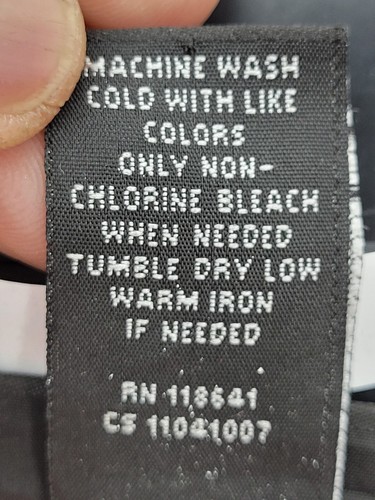 MACHINE WASH
COLD WITH LIKE
COLORS
ONLY NON-
CHLORINE BLEACH
WHEN NEEDED
TUMBLE DRY LOW
WARM IRON
IF NEEDED
RN 118641
CS 11041007